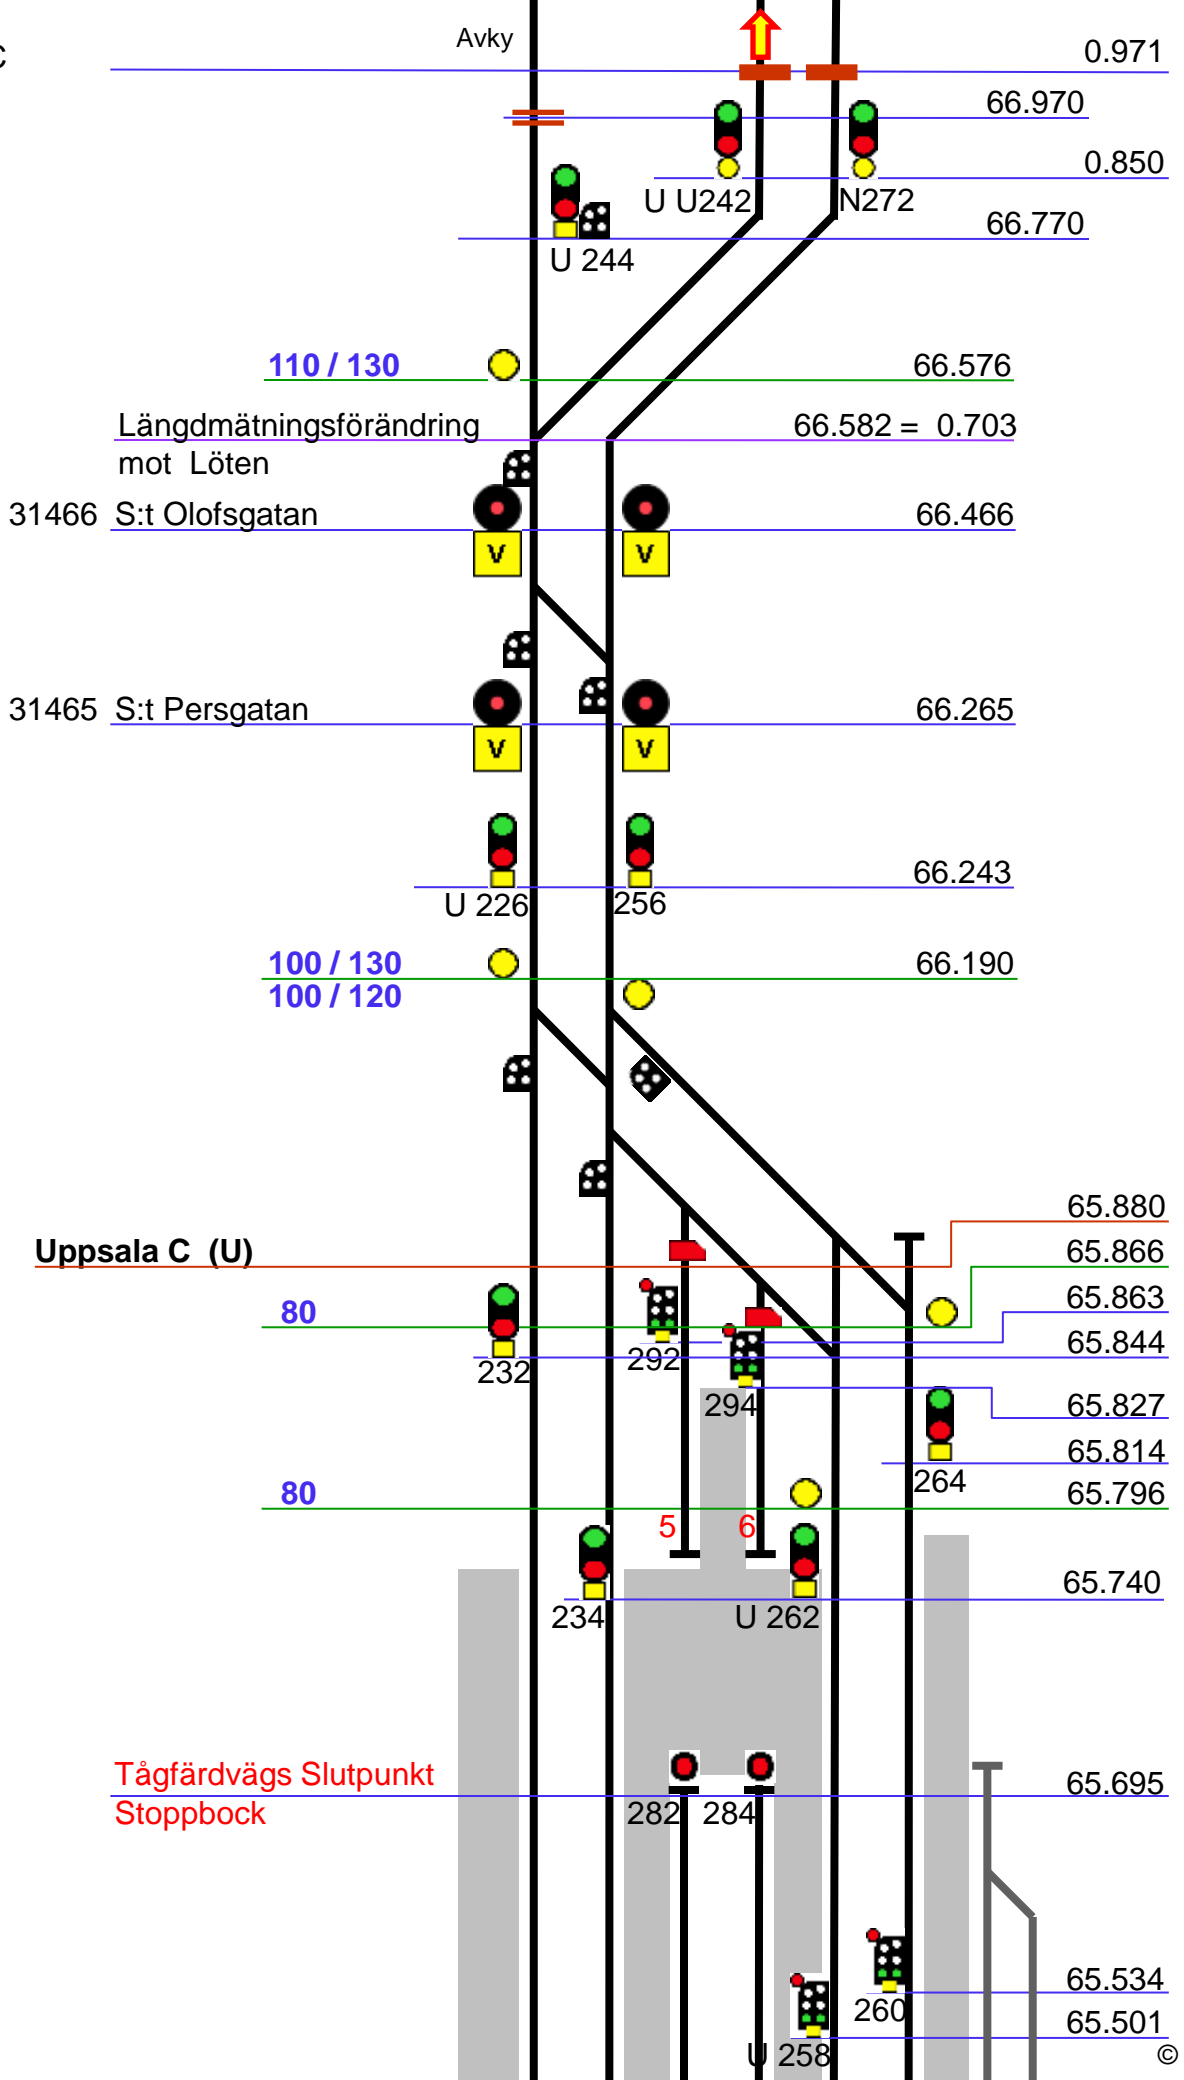 C
Avky
0.971
66.970
0.850
U U242
N272
66.770
U 244
110 / 130
66.576
Längdmätningsförändring
66.582 = 0.703
mot Löten
31466 S:t Olofsgatan
66.466
V V
31465 S:t Persgatan
66.265
V V
66.243
U 226
256
100 / 130
66.190
100 / 120
65.880
Uppsala C (U)
65.866
65.863
80
65.844
292
232
294
65.827
65.814
264
80
65.796
5 6
65.740
234
U 262
Tågfärdvägs Slutpunkt
65.695
Stoppbock
282 284
65.534
260
65.501
U 258
©